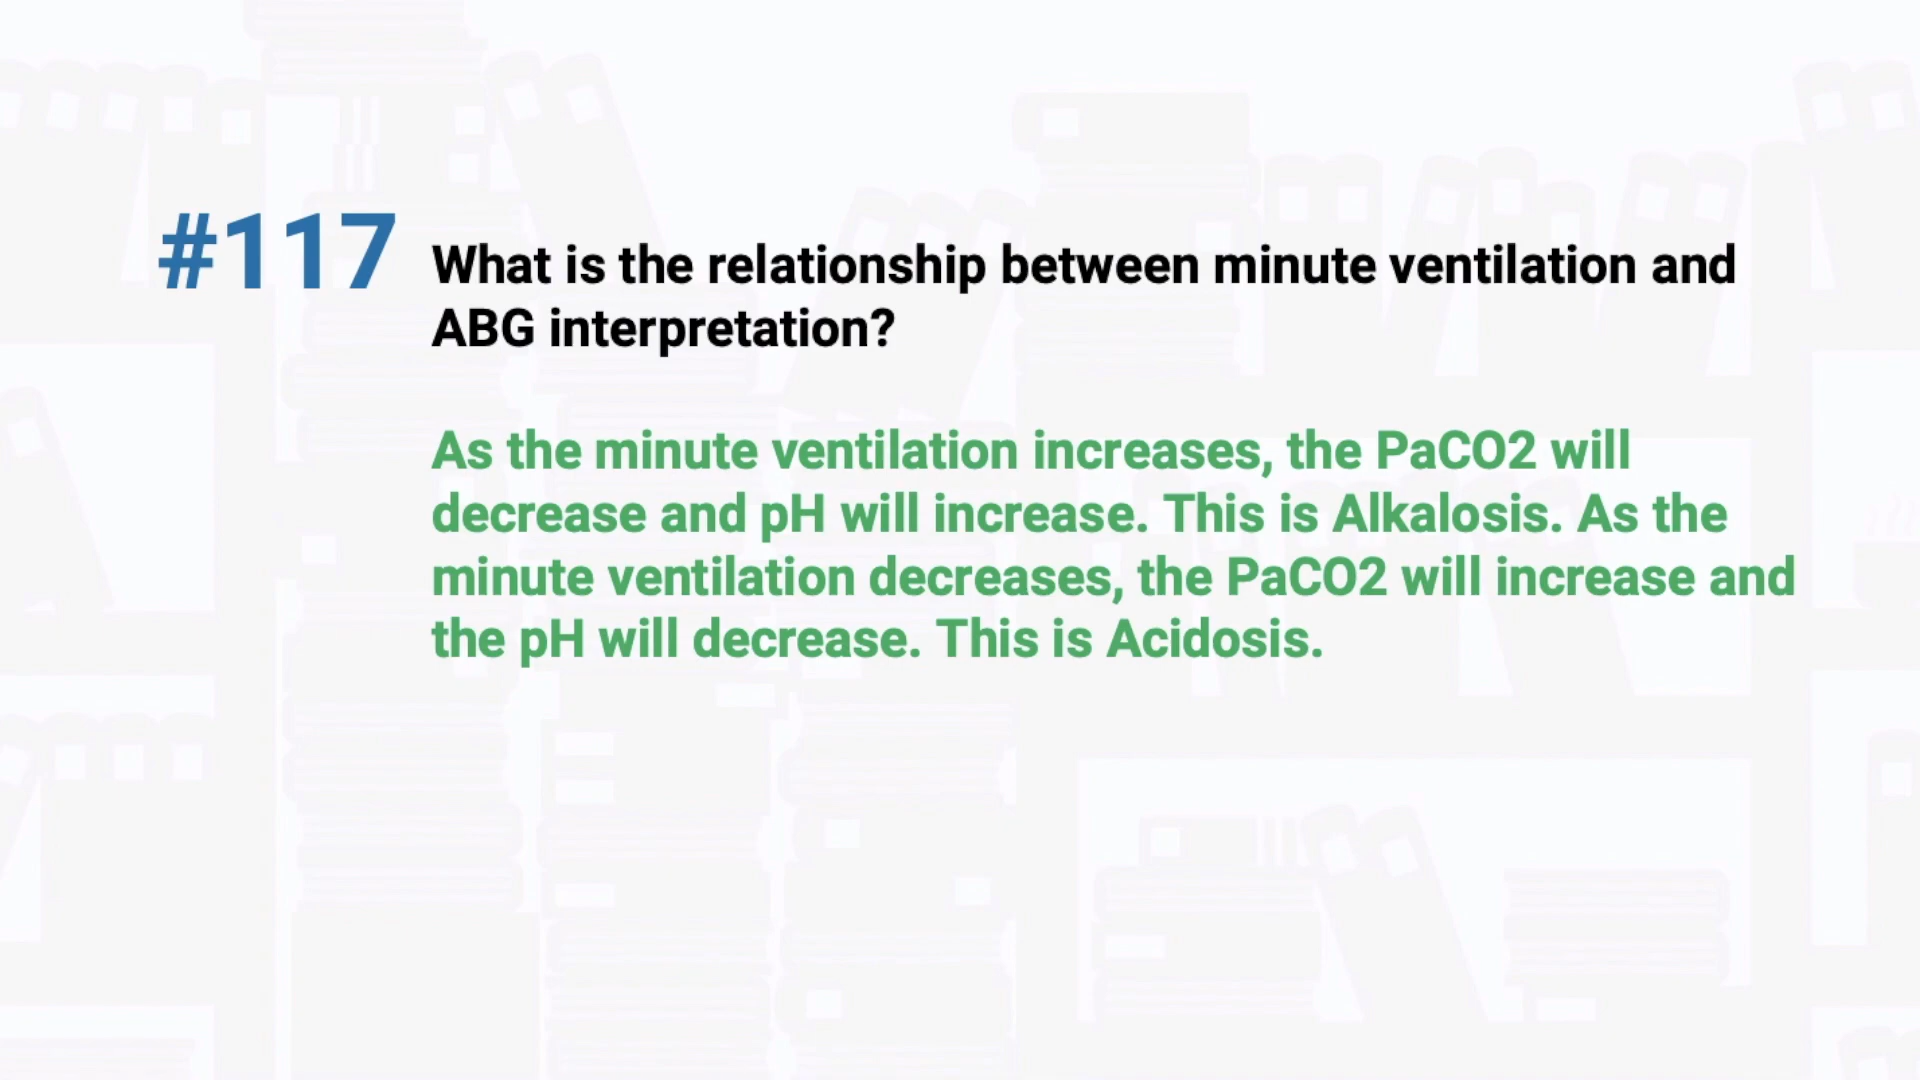 #117
What is the relationship between minute ventilation and
ABG interpretation?
As the minute ventilation increases, the PaCO2 will
decrease and pH will increase. This is Alkalosis. As the
minute ventilation decreases, the PaCO2 will increase and
the pH will decrease. This is Acidosis.